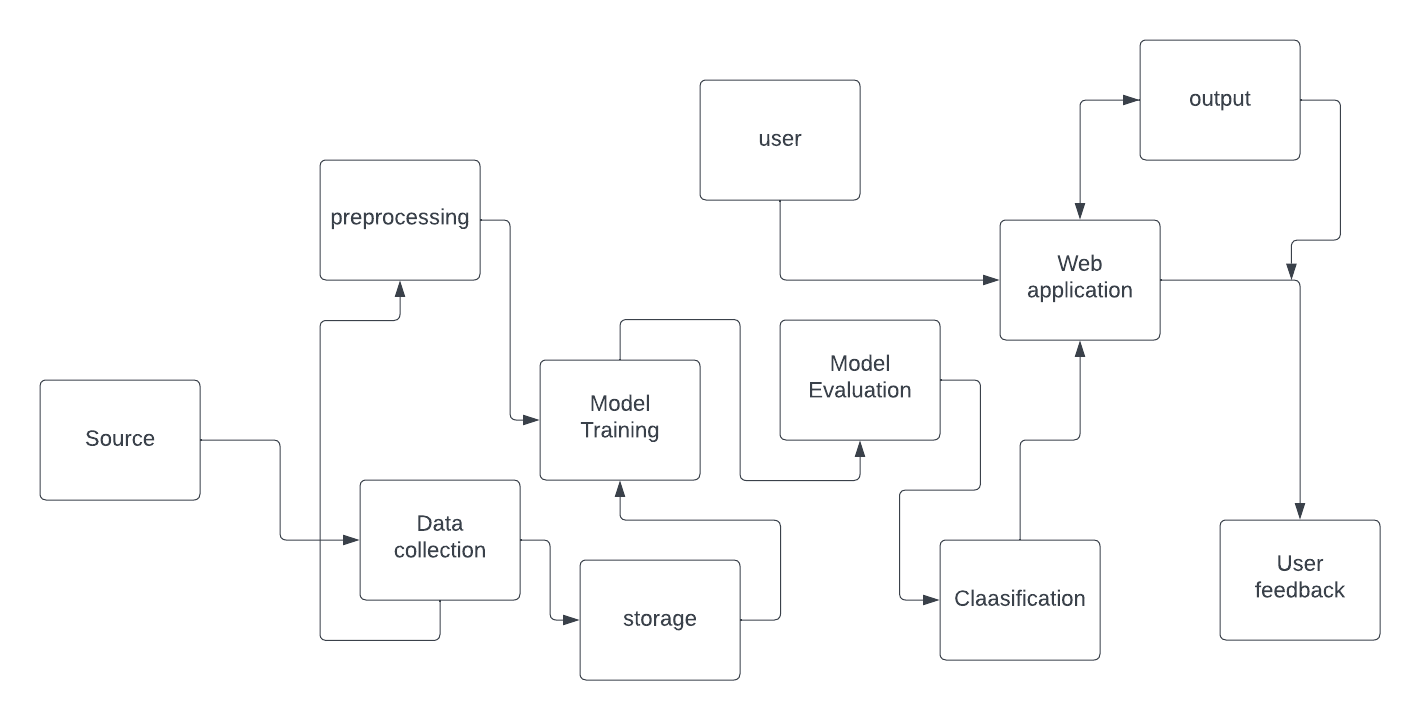 output
user
preprocessing
Web
application
Model
Evaluation
Model
Training
Source
Data
collection
User
feedback
Claasification
storage